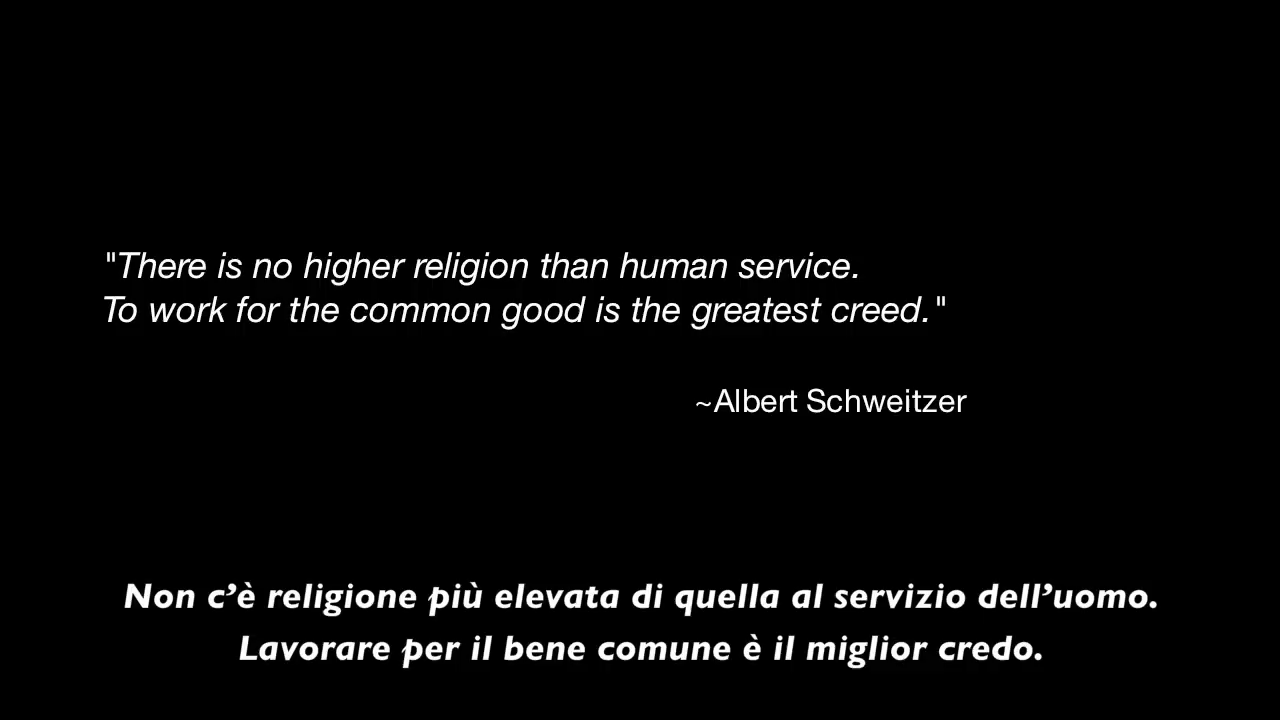 "There is no higher religion than human service.
To work for the common good is the greatest creed."
~Albert Schweitzer
Non c’è religione più elevata di quella al servizio dell’uomo.
Lavorare per il bene comune è il miglior credo.